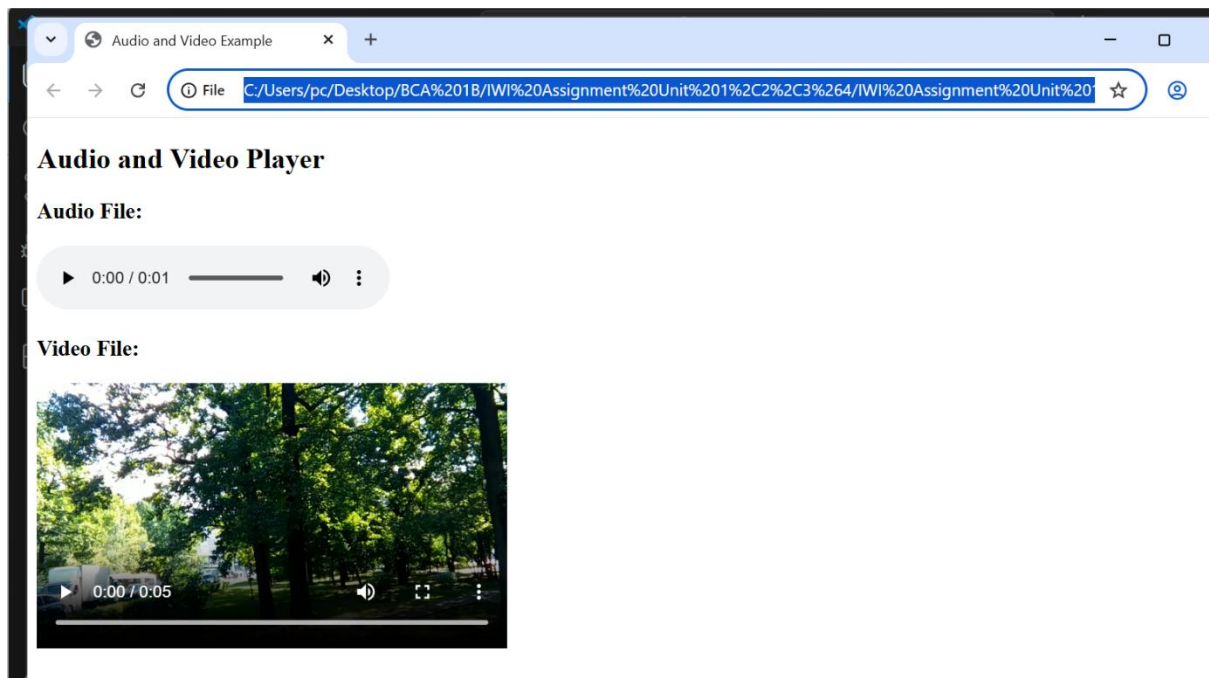 Audio and Video Example
File C:/Users/pc/Desktop/BCA%201B/IWI%20Assignment%20Unit%201%2C2%2C3%264/IWI%20Assignment%20Unit%20
Audio and Video Player
Audio File:
0:00 / 0:01
Video File:
0:00 / 0:05